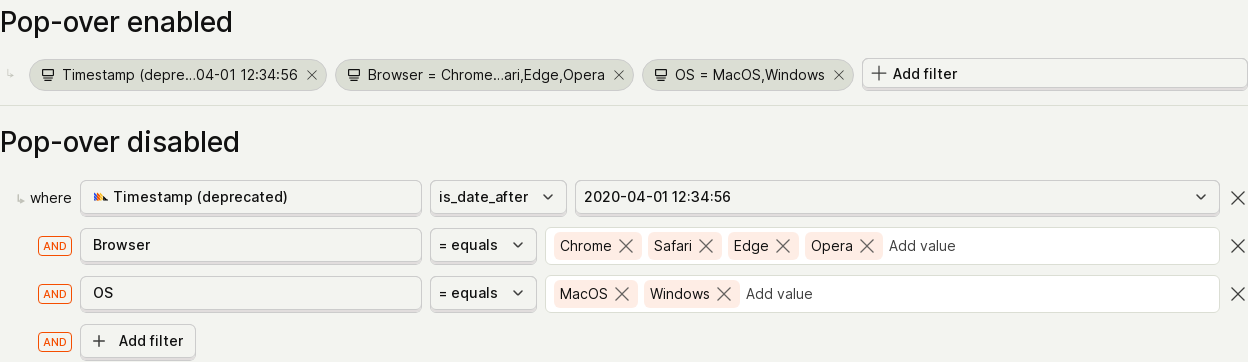 Pop-over enabled
Timestamp (depre...04-01 12:34:56 Browser = Chrome...ari,Edge,Opera OS = MacOS,Windows Add filter
Pop-over disabled
where Timestamp (deprecated) is_date_after 2020-04-01 12:34:56
AND Browser = equals Chrome Safari Edge Opera Add value
AND OS = equals MacOS Windows Add value
AND + Add filter